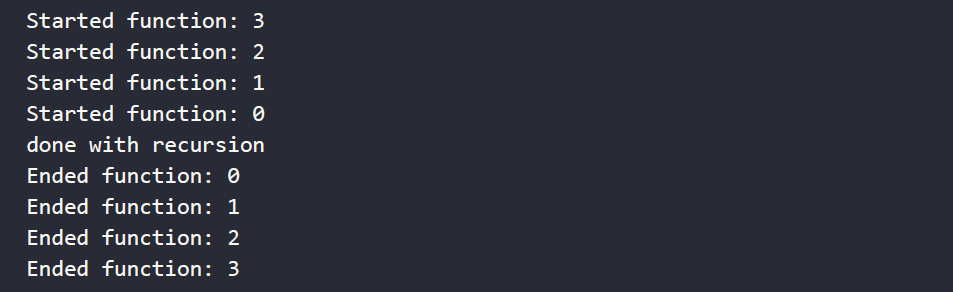 Started function: 3
Started function: 2
Started function: 1
Started function: 0
done with recursion
Ended function: 0
Ended function: 1
Ended function: 2
Ended function: 3